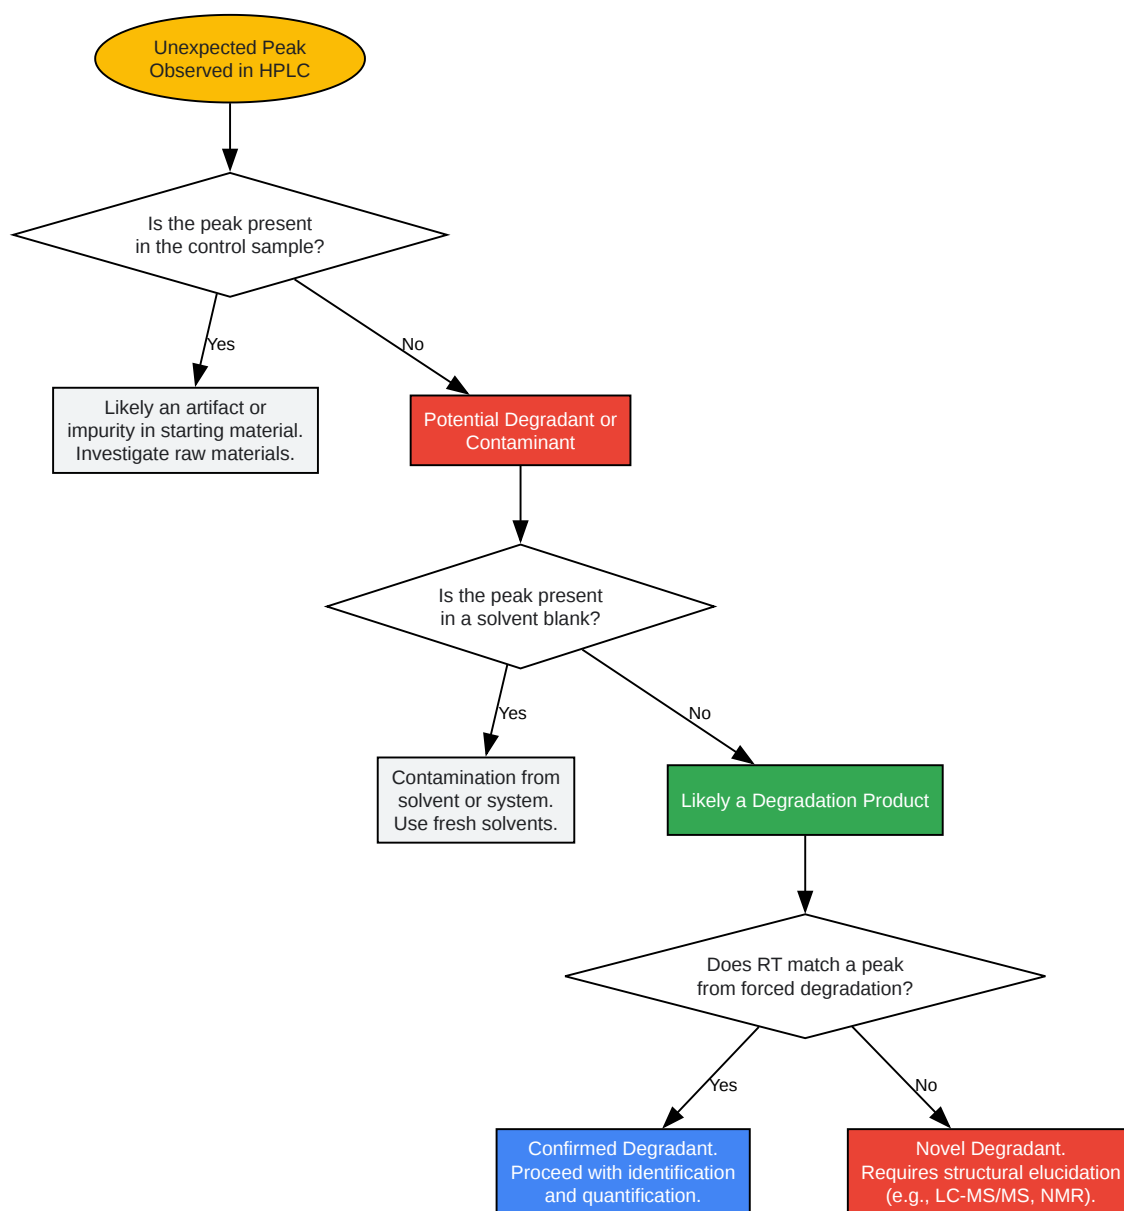 Unexpected Peak
Observed in HPLC
Is the peak present
in the control sample?
Yes
No
Likely an artifact or
impurity in starting material.
Investigate raw materials.
Potential Degradant or
Contaminant
Is the peak present
in a solvent blank?
Yes
No
Contamination from
solvent or system.
Use fresh solvents.
Likely a Degradation Product
Does RT match a peak
from forced degradation?
Yes
No
Confirmed Degradant.
Proceed with identification
and quantification.
Novel Degradant.
Requires structural elucidation
(e.g., LC-MS/MS, NMR).